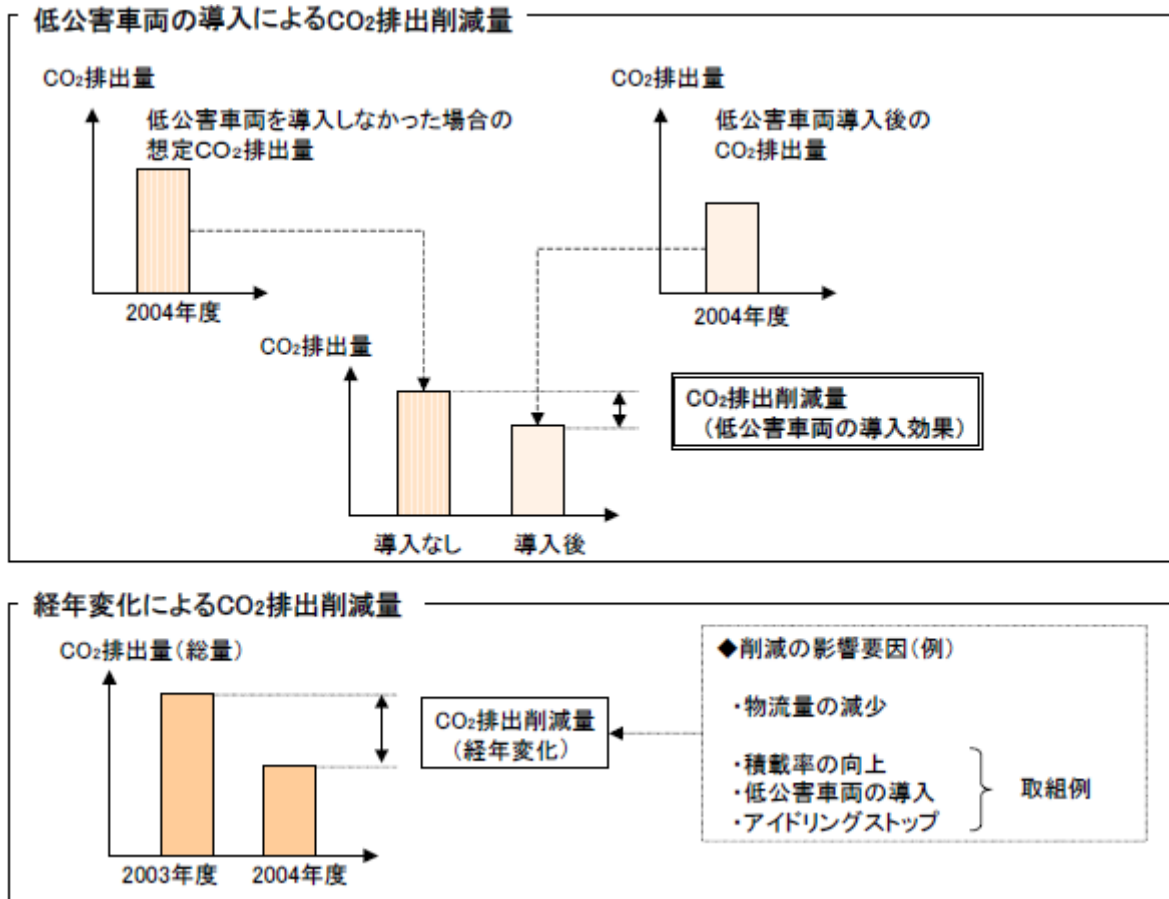 低公害車両の導入によるCO₂排出削減量
CO₂排出量
低公害車両を導入しなかった場合の
想定CO₂排出量
2004年度
CO₂排出量
低公害車両導入後の
CO₂排出量
2004年度
CO₂排出量
導入なし
導入後
CO₂排出削減量
（低公害車両の導入効果）
経年変化によるCO₂排出削減量
CO₂排出量（総量）
2003年度
2004年度
CO₂排出削減量
（経年変化）
◆削減の影響要因（例）
・物流量の減少
・積載率の向上
・低公害車両の導入
・アイドリングストップ
取組例